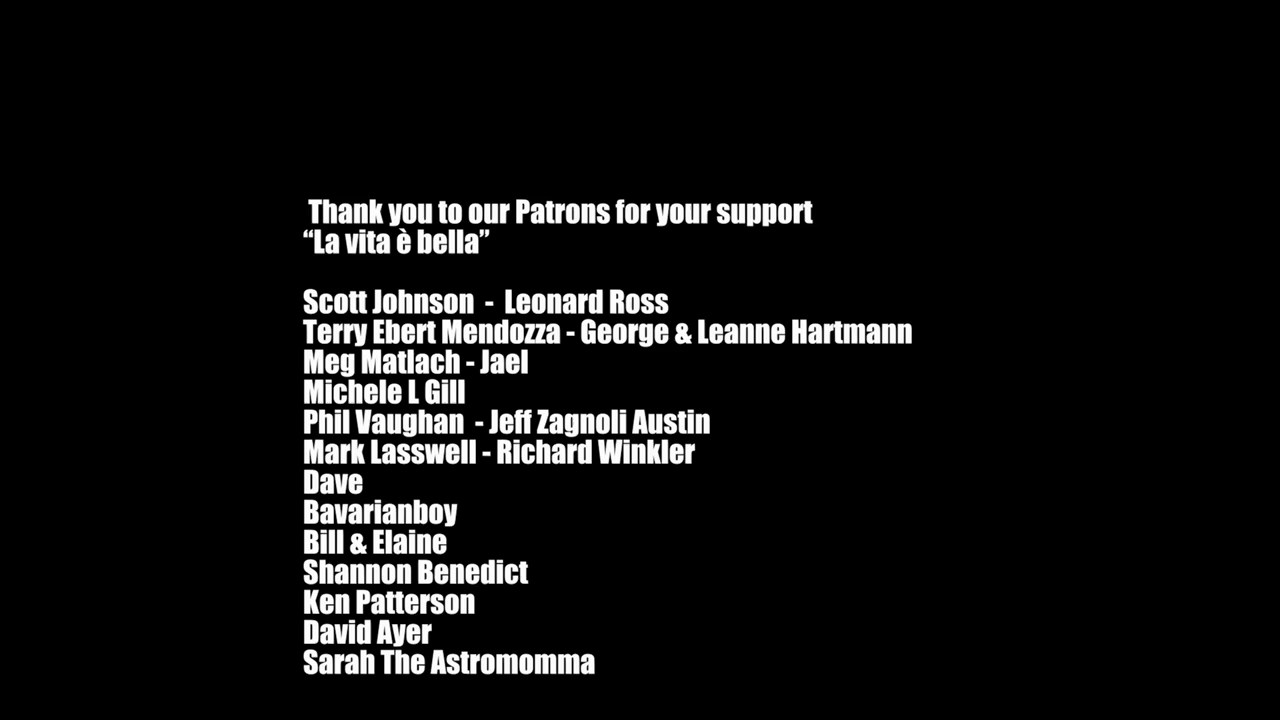 Thank you to our Patrons for your support
“La vita è bella”
Scott Johnson - Leonard Ross
Terry Ebert Mendozza - George & Leanne Hartmann
Meg Matlach - Jael
Michele L Gill
Phil Vaughan - Jeff Zagnoli Austin
Mark Lasswell - Richard Winkler
Dave
Bavarianboy
Bill & Elaine
Shannon Benedict
Ken Patterson
David Ayer
Sarah The Astromomma